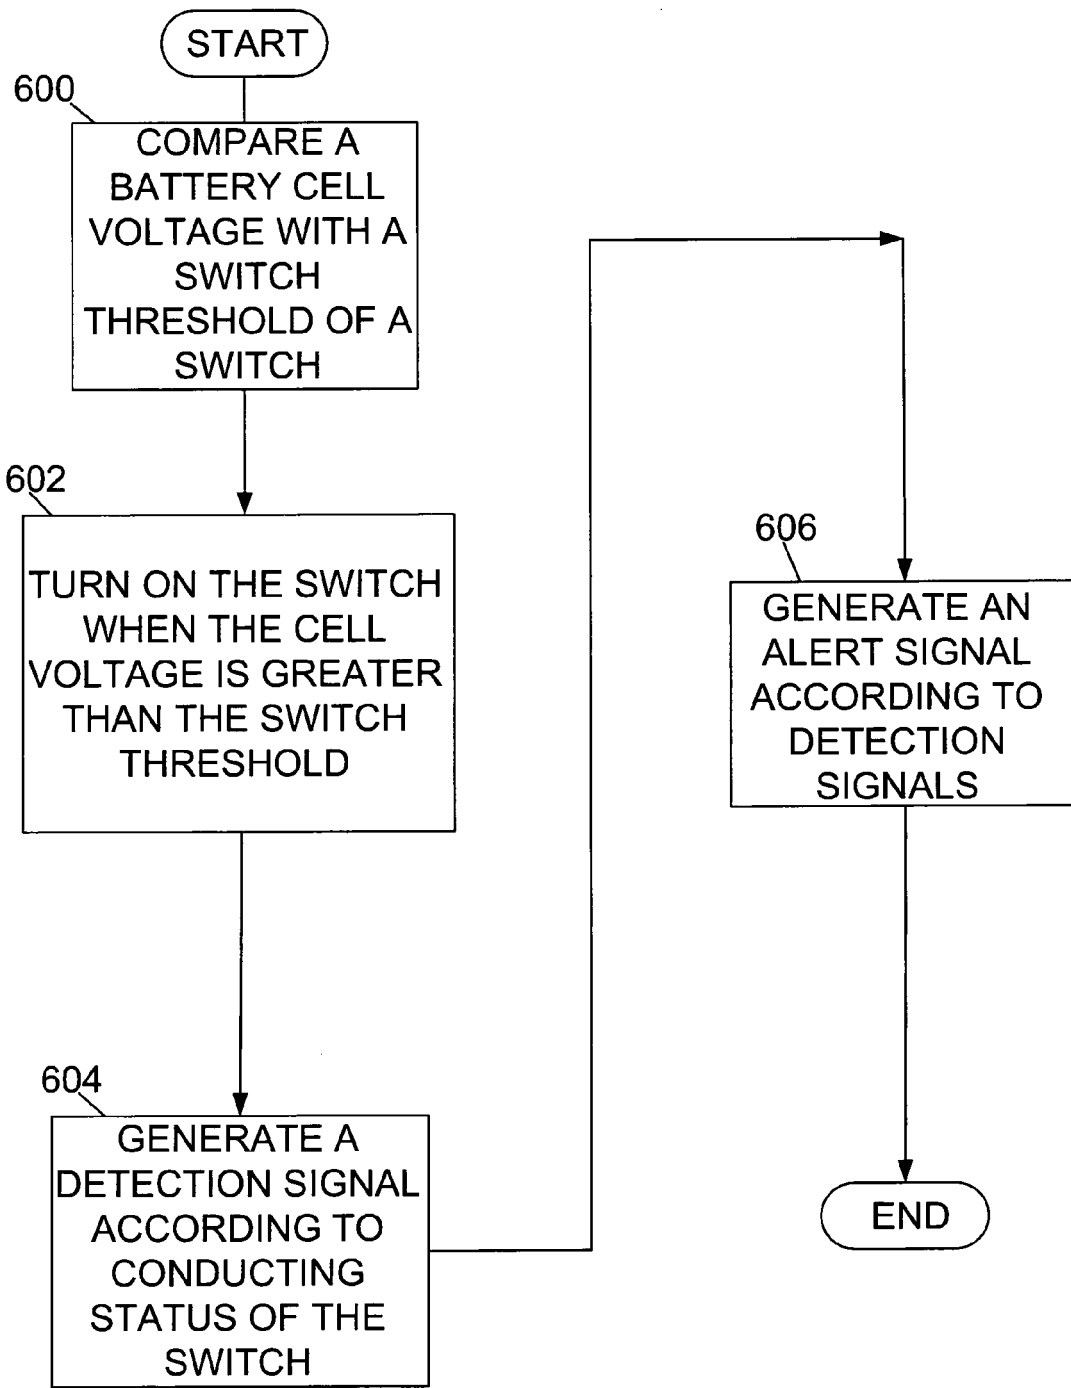 START
600
COMPARE A
BATTERY CELL
VOLTAGE WITH A
SWITCH
THRESHOLD OF A
SWITCH
602
TURN ON THE SWITCH
WHEN THE CELL
VOLTAGE IS GREATER
THAN THE SWITCH
THRESHOLD
604
GENERATE A
DETECTION SIGNAL
ACCORDING TO
CONDUCTING
STATUS OF THE
SWITCH
606
GENERATE AN
ALERT SIGNAL
ACCORDING TO
DETECTION
SIGNALS
END